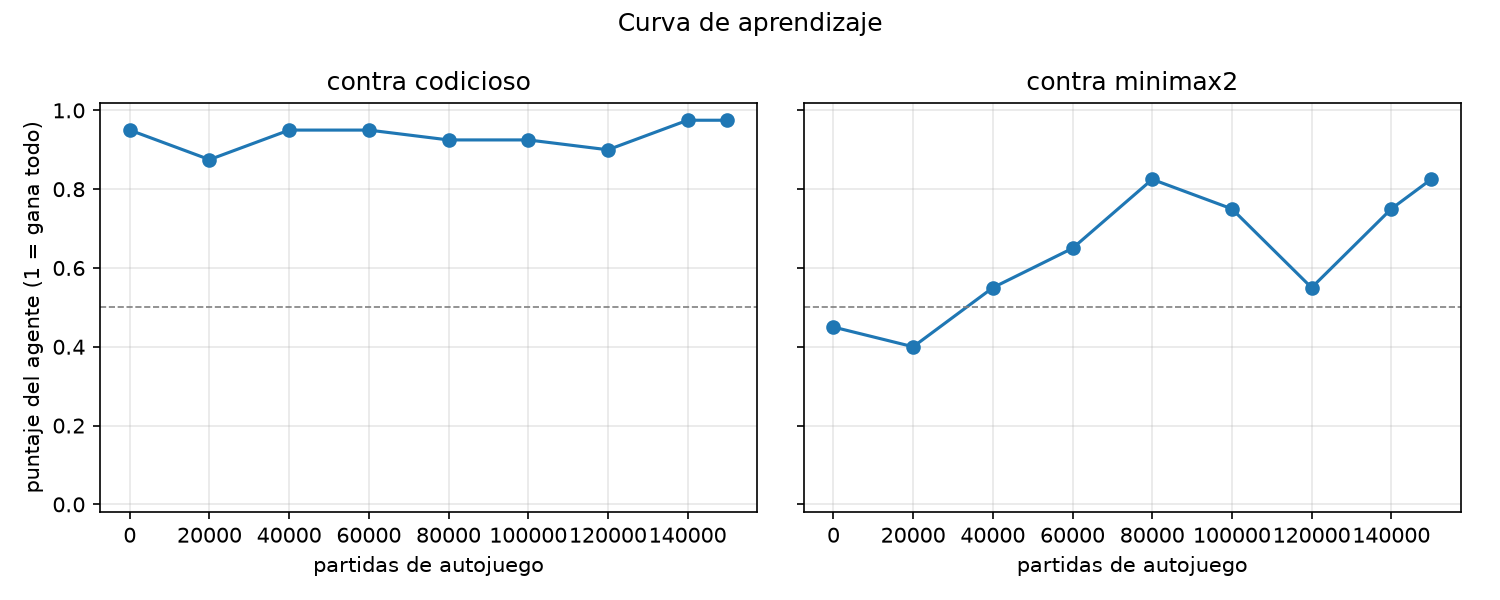 Curva de aprendizaje
contra codicioso
puntaje del agente (1 = gana todo)
1.0
0.8
0.6
0.4
0.2
0.0
0 20000 40000 60000 80000 100000 120000 140000
partidas de autojuego
contra minimax2
0 20000 40000 60000 80000 100000 120000 140000
partidas de autojuego